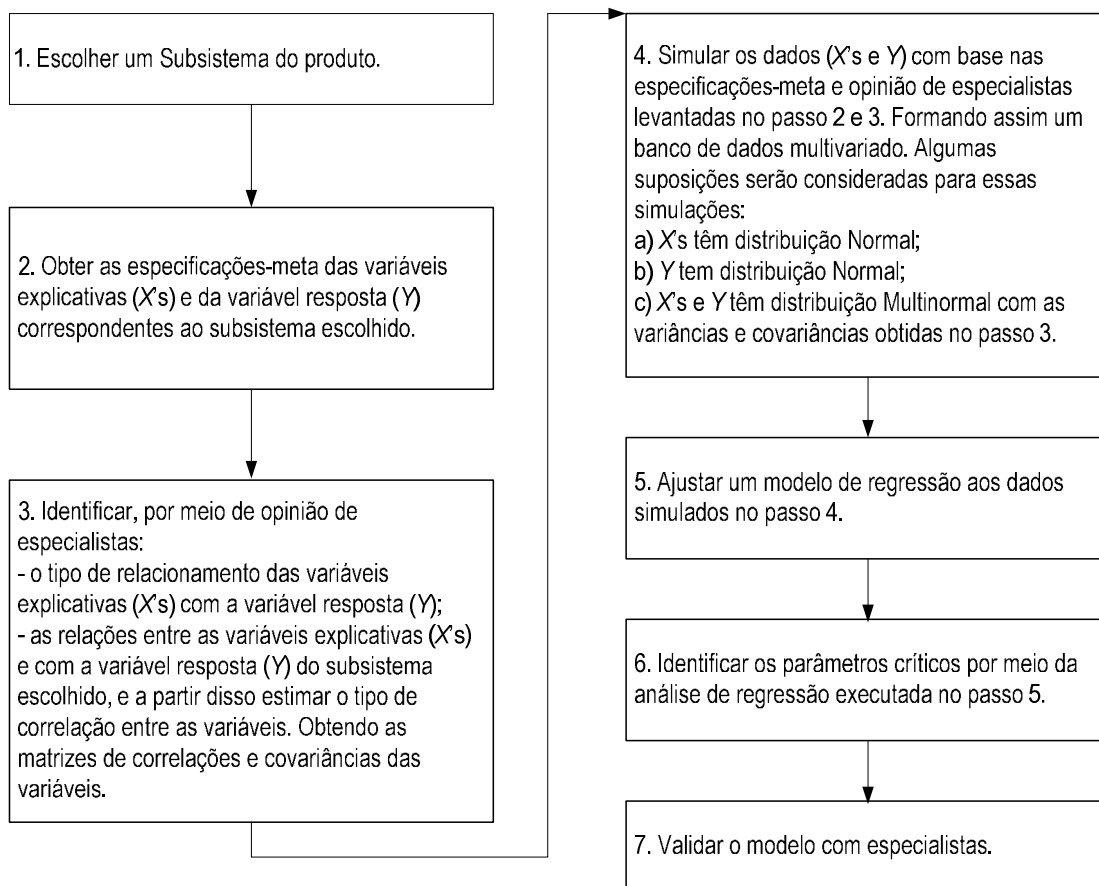 1. Escolher um Subsistema do produto.
2. Obter as especificações-meta das variáveis
explicativas (X's) e da variável resposta (Y)
correspondentes ao subsistema escolhido.
3. Identificar, por meio de opinião de
especialistas:
- o tipo de relacionamento das variáveis
explicativas (X's) com a variável resposta (Y);
- as relações entre as variáveis explicativas (X's)
e com a variável resposta (Y) do subsistema
escolhido, e a partir disso estimar o tipo de
correlação entre as variáveis. Obtendo as
matrizes de correlações e covariâncias das
variáveis.
4. Simular os dados (X's e Y) com base nas
especificações-meta e opinião de especialistas
levantadas no passo 2 e 3. Formando assim um
banco de dados multivariado. Algumas
suposições serão consideradas para essas
simulações:
a) X's têm distribuição Normal;
b) Y tem distribuição Normal;
c) X's e Y têm distribuição Multinormal com as
variâncias e covariâncias obtidas no passo 3.
5. Ajustar um modelo de regressão aos dados
simulados no passo 4.
6. Identificar os parâmetros críticos por meio da
análise de regressão executada no passo 5.
7. Validar o modelo com especialistas.